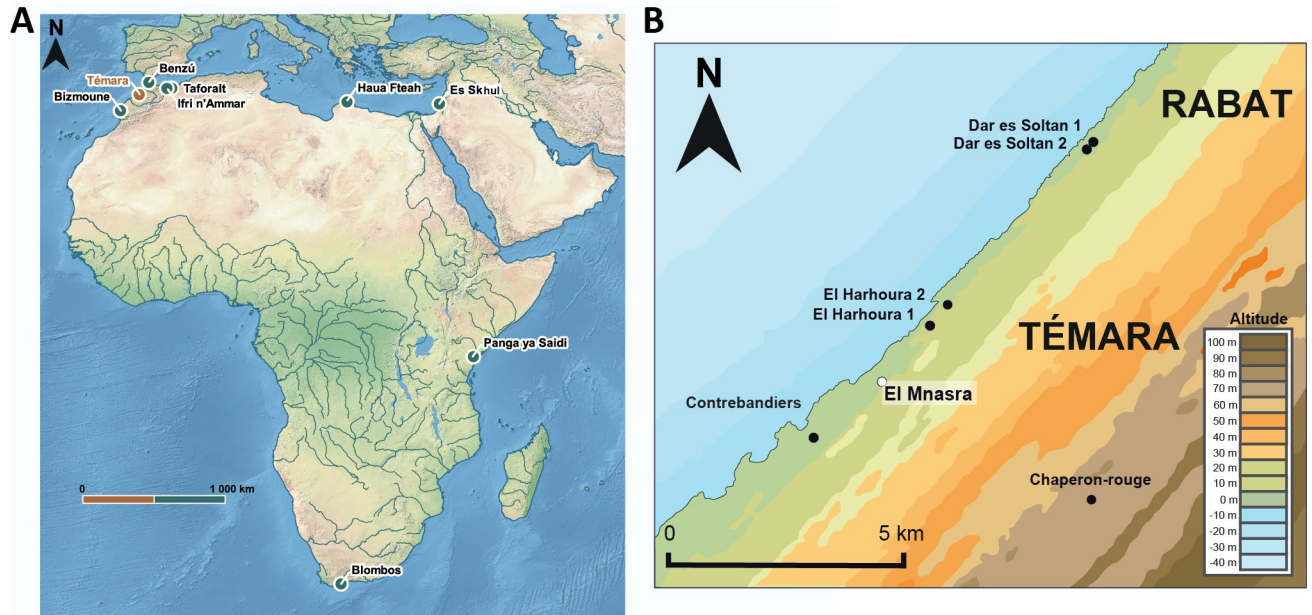 A
N
Benzú
Témara
Taforalt
Bizmoune
Ifri n'Ammar
Haua Fteah
Es Skhul
Panga ya Saidi
0
1 000 km
Blombos
B
N
RABAT
Dar es Soltan 1
Dar es Soltan 2
El Harhoura 2
El Harhoura 1
TÉMARA
El Mnasra
Contrebandiers
Chaperon-rouge
0
5 km
Altitude
100 m
90 m
80 m
70 m
60 m
50 m
40 m
30 m
20 m
10 m
0 m
-10 m
-20 m
-30 m
-40 m